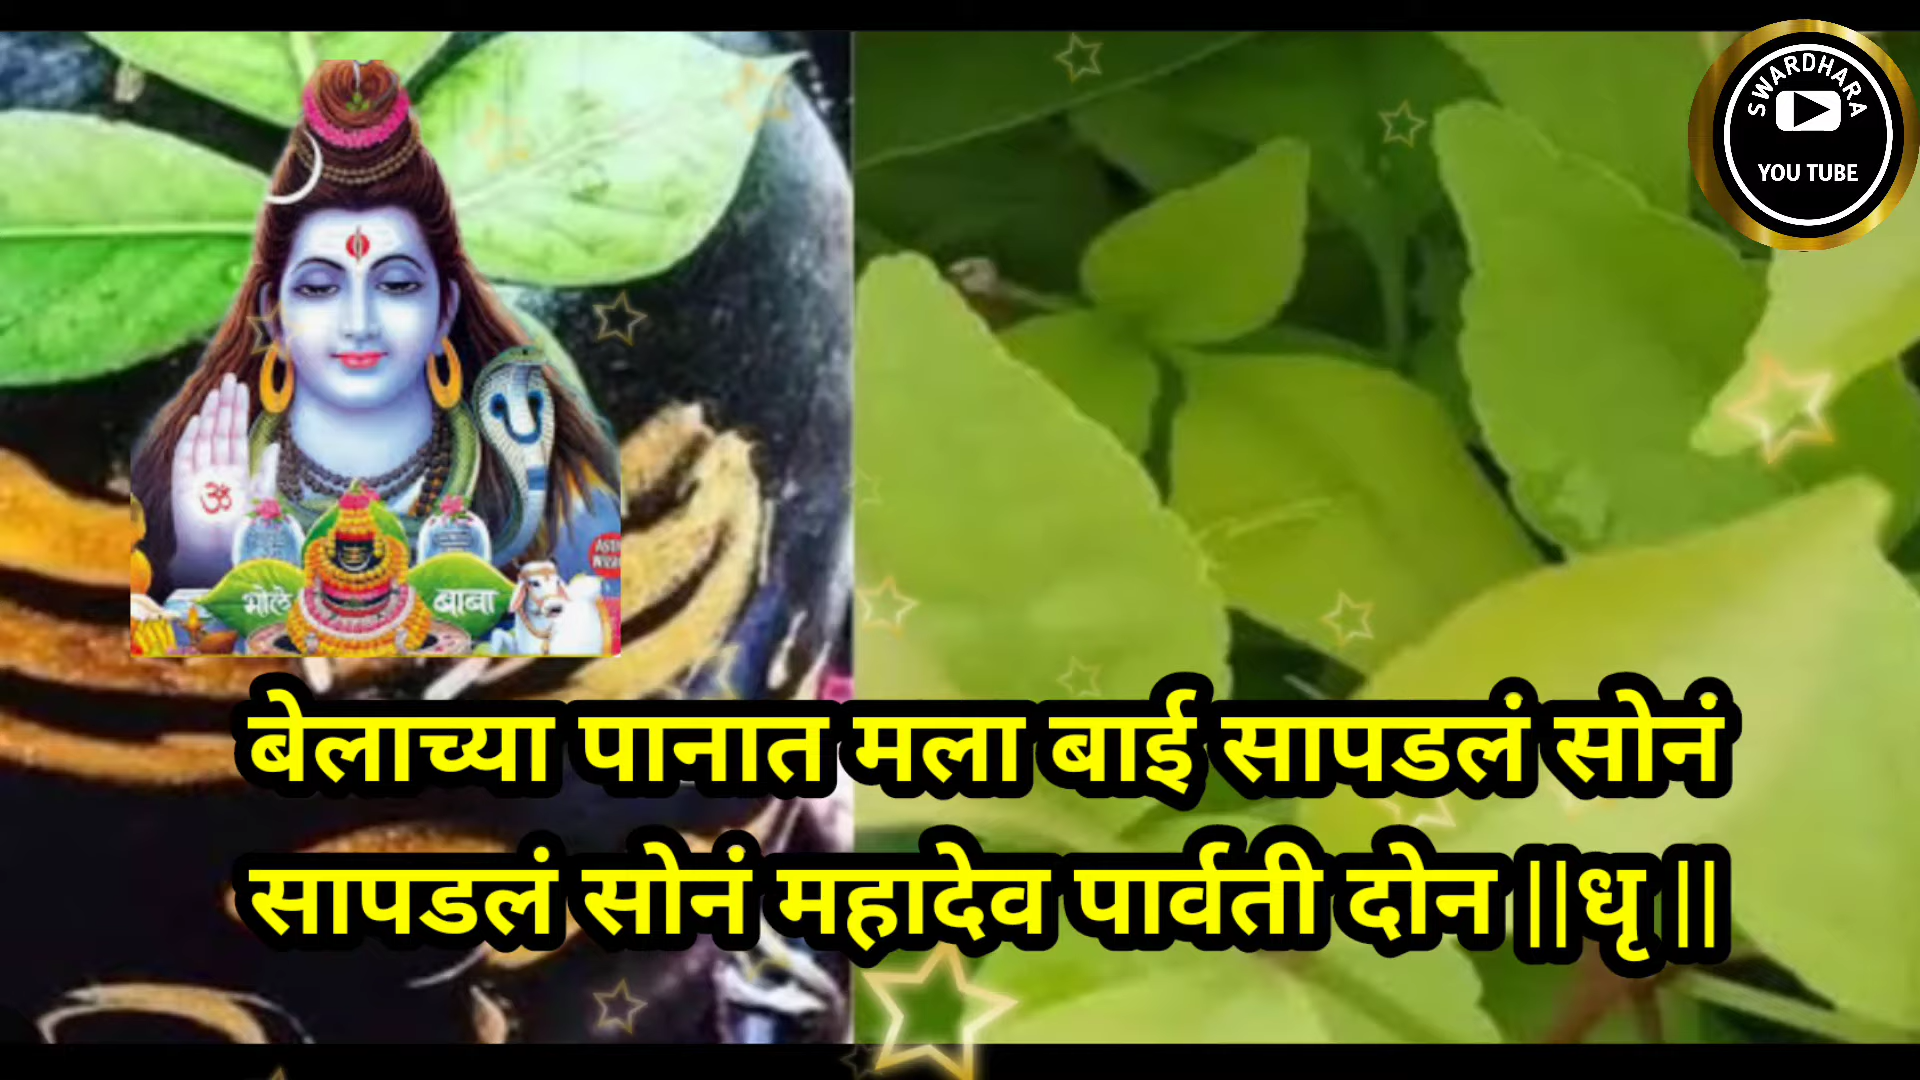 SWARDHARA
YOU TUBE
ॐ
भोले बाबा
बेलाच्या पानात मला बाई सापडलं सोनं
सापडलं सोनं महादेव पार्वती दोन ||धृ ||